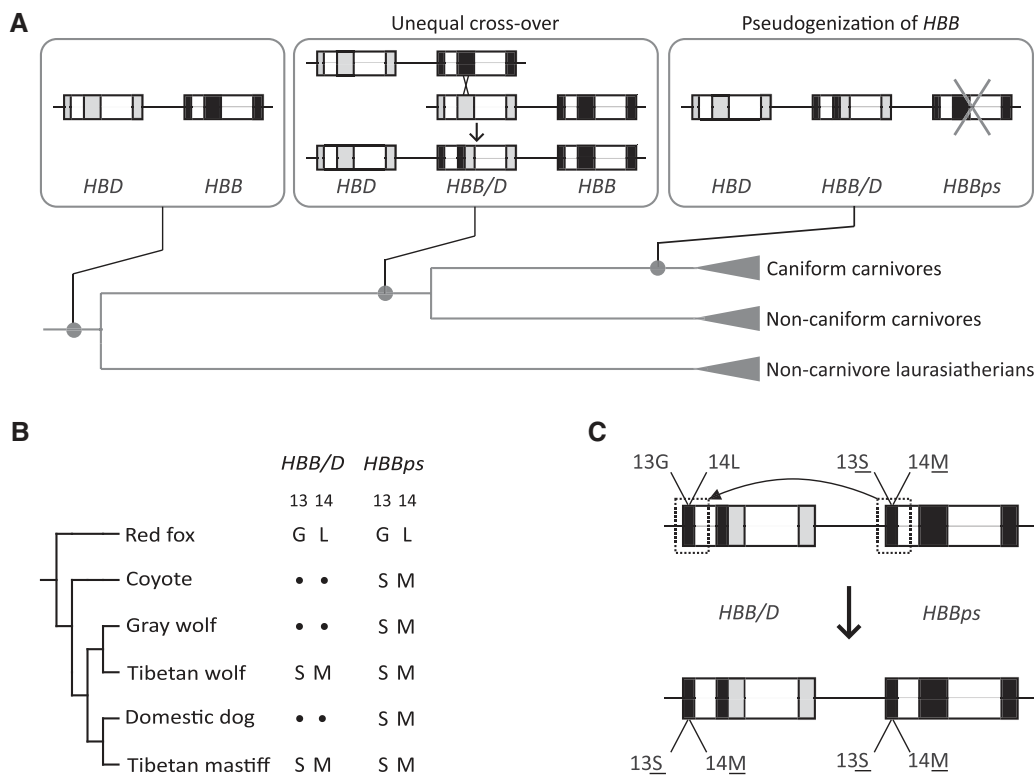 A
Unequal cross-over
Pseudogenization of HBB
HBD HBB
HBD HBB/D HBB
HBD HBB/D HBBps
Caniform carnivores
Non-caniform carnivores
Non-carnivore laurasiatherians
B
HBB/D HBBps
13 14 13 14
Red fox G L G L
Coyote • • S M
Gray wolf • • S M
Tibetan wolf S M S M
Domestic dog • • S M
Tibetan mastiff S M S M
C
13G 14L 13S 14M
HBB/D HBBps
13S 14M 13S 14M